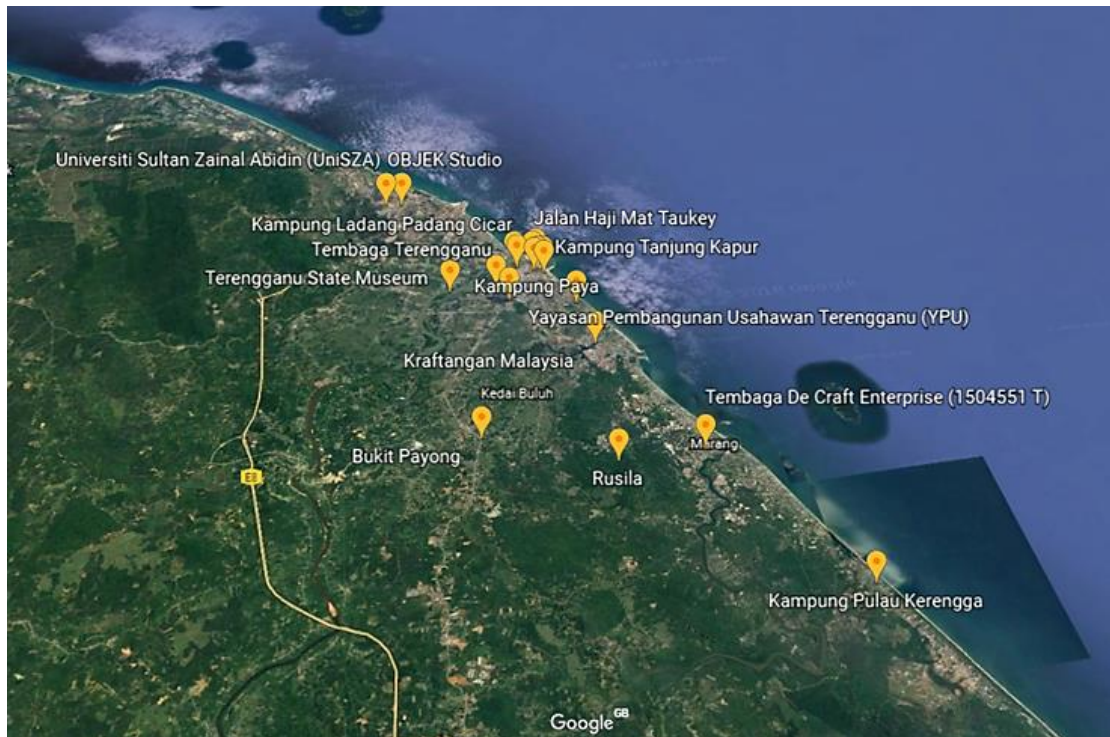 Universiti Sultan Zainal Abidin (UniSZA) OBJEK Studio
Jalan Haji Mat Taukey
Kampung Ladang Padang Cicar
Tembaga Terengganu
Kampung Tanjung Kapur
Terengganu State Museum
Kampung Paya
Yayasan Pembangunan Usahawan Terengganu (YPU)
Kraftangan Malaysia
Kedai Buluh
Tembaga De Craft Enterprise (1504551 T)
Marang
Bukit Payong
Rusila
E8
Kampung Pulau Kerengga
Google GB